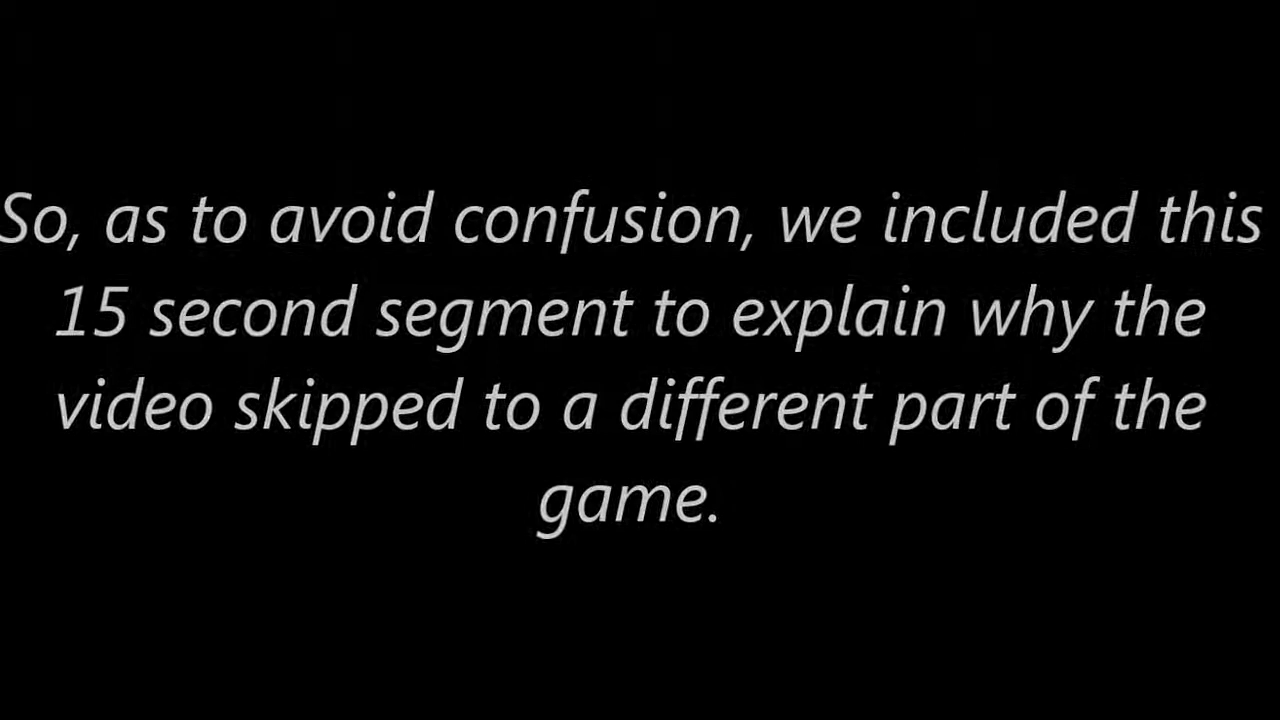 So, as to avoid confusion, we included this
15 second segment to explain why the
video skipped to a different part of the
game.